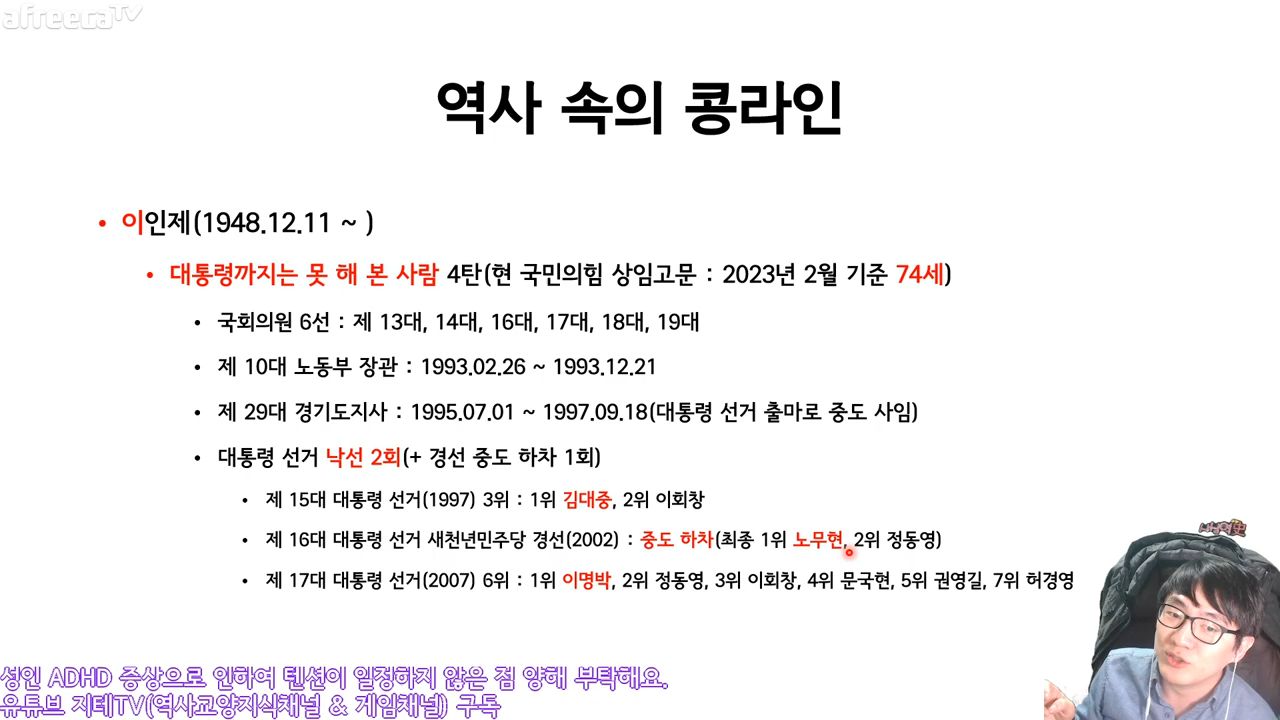 afreecaTV
역사 속의 콩라인
• 이인제(1948.12.11 ~ )
• 대통령까지는 못 해 본 사람 4탄(현 국민의힘 상임고문 : 2023년 2월 기준 74세)
• 국회의원 6선 : 제 13대, 14대, 16대, 17대, 18대, 19대
• 제 10대 노동부 장관 : 1993.02.26 ~ 1993.12.21
• 제 29대 경기도지사 : 1995.07.01 ~ 1997.09.18(대통령 선거 출마로 중도 사임)
• 대통령 선거 낙선 2회(+ 경선 중도 하차 1회)
• 제 15대 대통령 선거(1997) 3위 : 1위 김대중, 2위 이회창
• 제 16대 대통령 선거 새천년민주당 경선(2002) : 중도 하차(최종 1위 노무현, 2위 정동영)
• 제 17대 대통령 선거(2007) 6위 : 1위 이명박, 2위 정동영, 3위 이회창, 4위 문국현, 5위 권영길, 7위 허경영
성인 ADHD 증상으로 인하여 텐션이 일정하지 않은 점 양해 부탁해요.
유튜브 지테TV(역사교양지식채널 & 게임채널) 구독